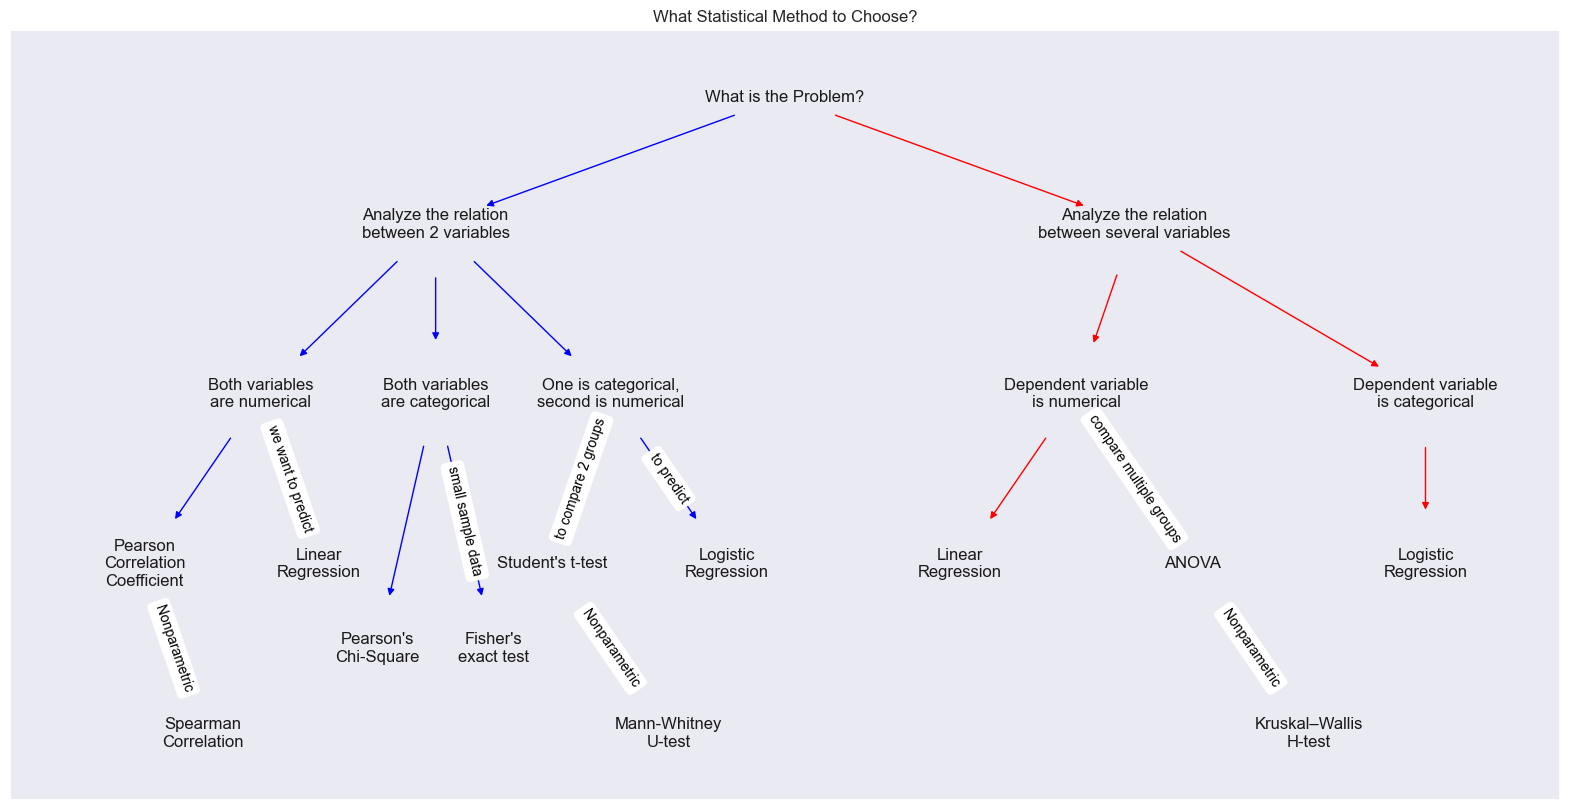 What Statistical Method to Choose?
What is the Problem?
Analyze the relation
between 2 variables
Analyze the relation
between several variables
Both variables
are numerical
Both variables
are categorical
One is categorical,
second is numerical
Dependent variable
is numerical
Dependent variable
is categorical
we want to predict
small sample data
to compare 2 groups
to predict
compare multiple groups
Pearson
Correlation
Coefficient
Linear
Regression
Student's t-test
Logistic
Regression
Linear
Regression
ANOVA
Logistic
Regression
Nonparametric
Pearson's
Chi-Square
Fisher's
exact test
Nonparametric
Nonparametric
Spearman
Correlation
Mann-Whitney
U-test
Kruskal–Wallis
H-test